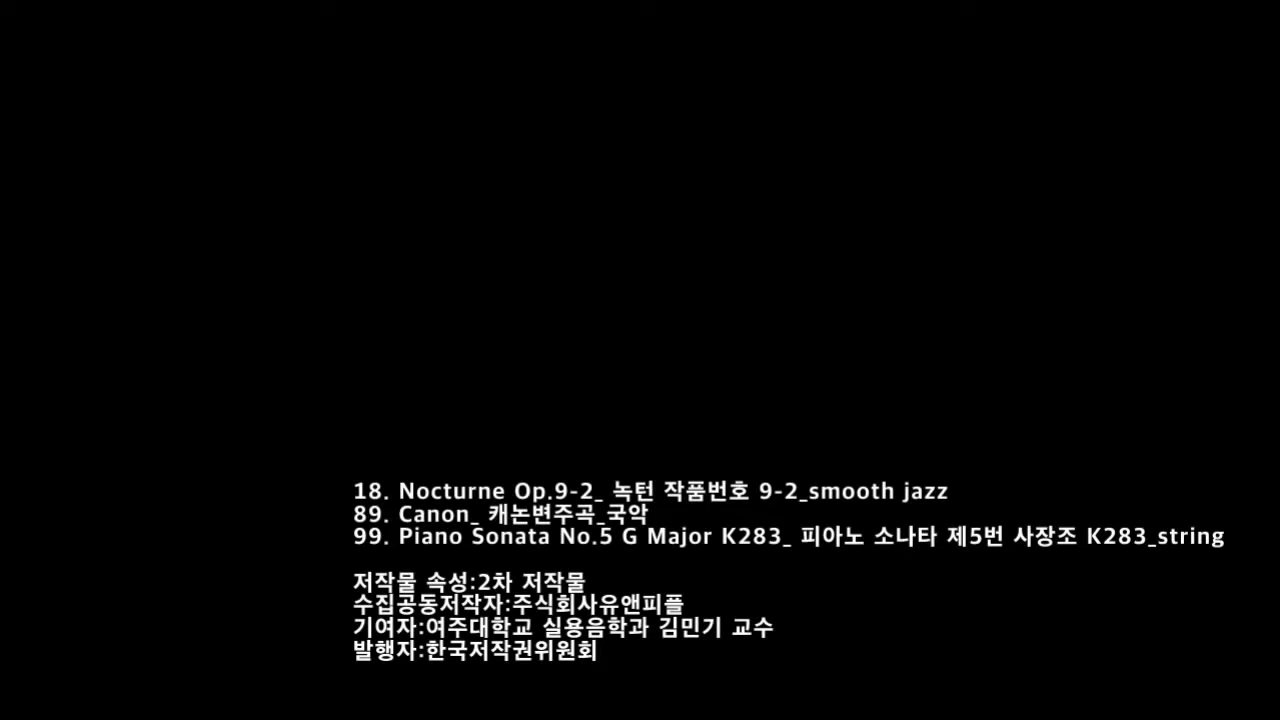 18. Nocturne Op.9-2_ 녹턴 작품번호 9-2_smooth jazz
89. Canon_ 캐논변주곡_국악
99. Piano Sonata No.5 G Major K283_ 피아노 소나타 제5번 사장조 K283_string
저작물 속성:2차 저작물
수집공동저작자:주식회사유앤피플
기여자:여주대학교 실용음학과 김민기 교수
발행자:한국저작권위원회